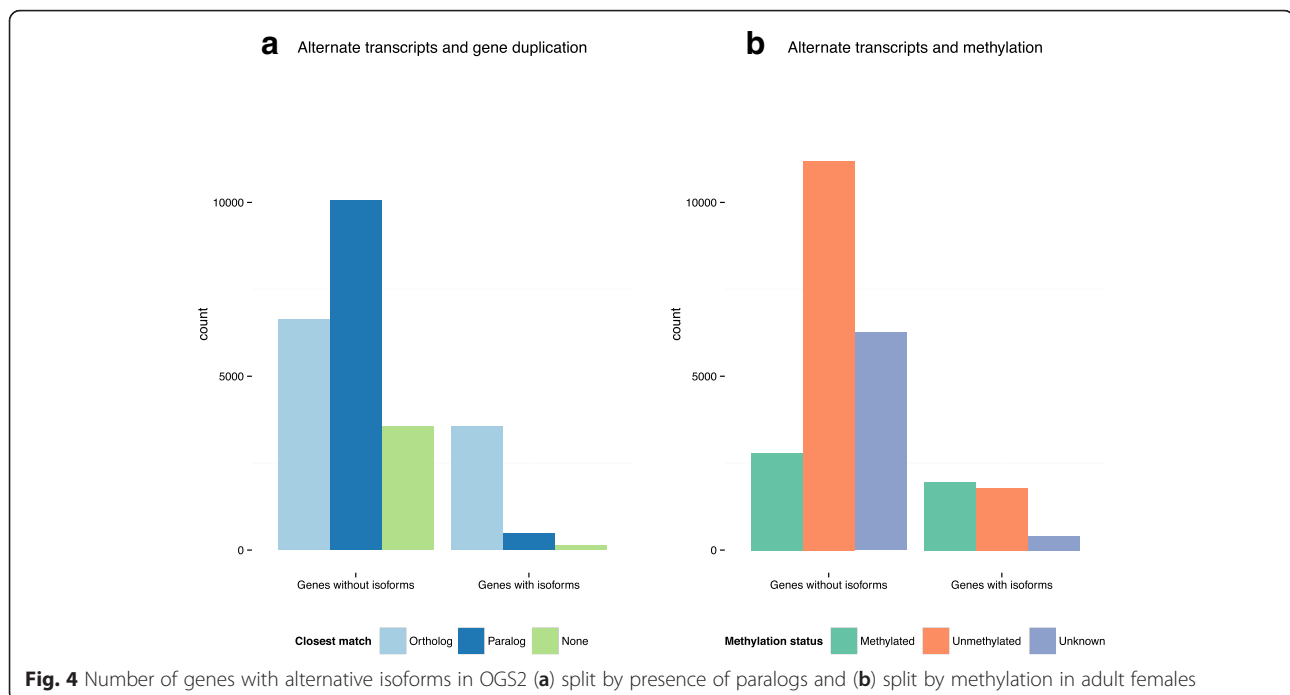 a Alternate transcripts and gene duplication
b Alternate transcripts and methylation
count
10000
5000
0
Genes without isoforms
Genes with isoforms
Closest match Ortholog Paralog None
count
10000
5000
0
Genes without isoforms
Genes with isoforms
Methylation status Methylated Unmethylated Unknown
Fig. 4 Number of genes with alternative isoforms in OGS2 (a) split by presence of paralogs and (b) split by methylation in adult females